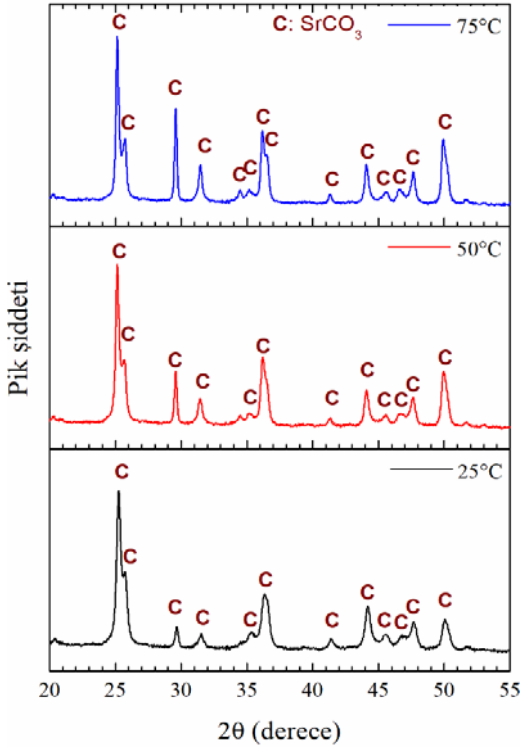 C: SrCO₃
75°C
C C C C C C C C C C C C C C
50°C
C C C C C C C C C C C C
25°C
C C C C C C C C C C C C
Pik şiddeti
20 25 30 35 40 45 50 55
2θ (derece)